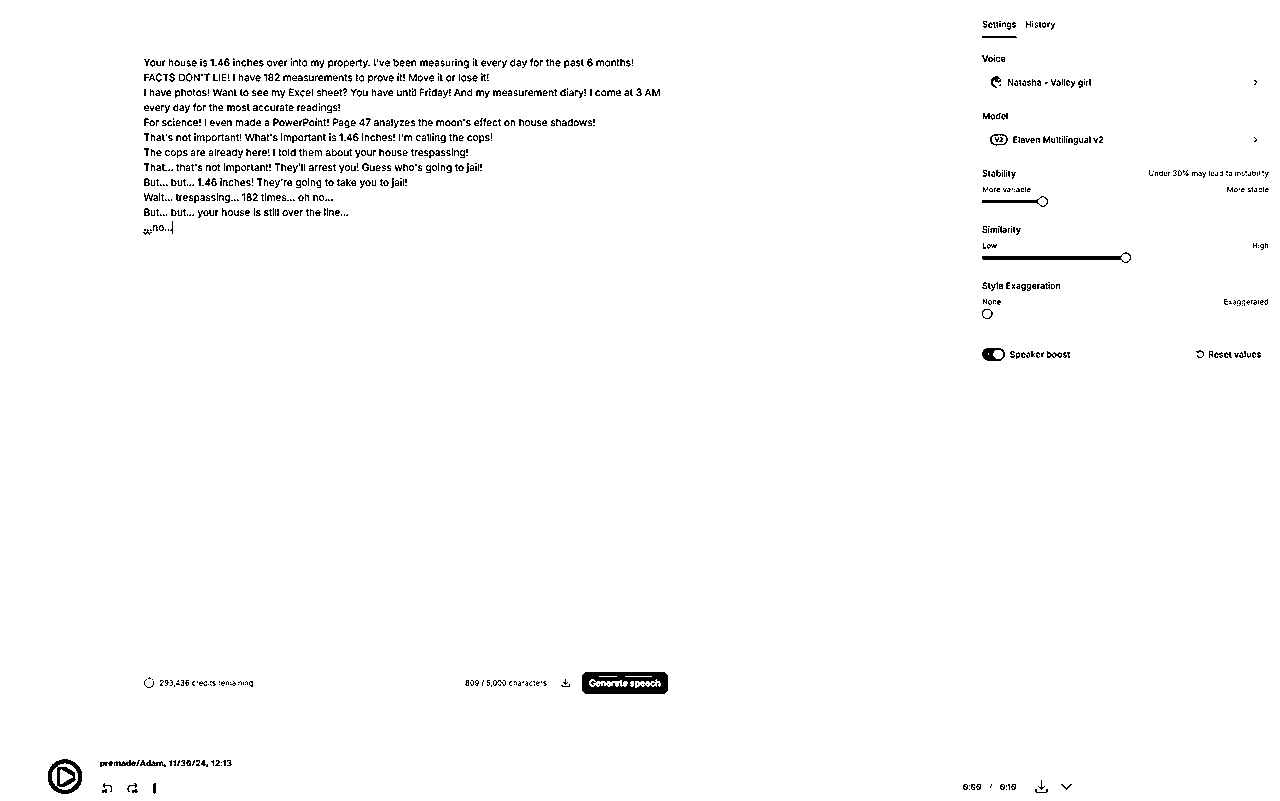 Settings History
Your house is 1.46 inches over into my property. I've been measuring it every day for the past 6 months!
FACTS DON'T LIE! I have 182 measurements to prove it! Move it or lose it!
I have photos! Want to see my Excel sheet? You have until Friday! And my measurement diary! I come at 3 AM
every day for the most accurate readings!
For science! I even made a PowerPoint! Page 47 analyzes the moon's effect on house shadows!
That's not important! What's important is 1.46 inches! I'm calling the cops!
The cops are already here! I told them about your house trespassing!
That... that's not important! They'll arrest you! Guess who's going to jail!
But... but... 1.46 inches! They're going to take you to jail!
Wait... trespassing... 182 times... oh no...
But... but... your house is still over the line...
...no...
Voice
Natasha - Valley girl
Model
V2 Eleven Multilingual v2
Stability Under 30% may lead to instability
More variable More stable
Similarity
Low High
Style Exaggeration
None Exaggerated
Speaker boost Reset values
293,436 credits remaining 809 / 5,000 characters Generate speech
premade/Adam, 11/30/24, 12:13
0:00 / 0:10